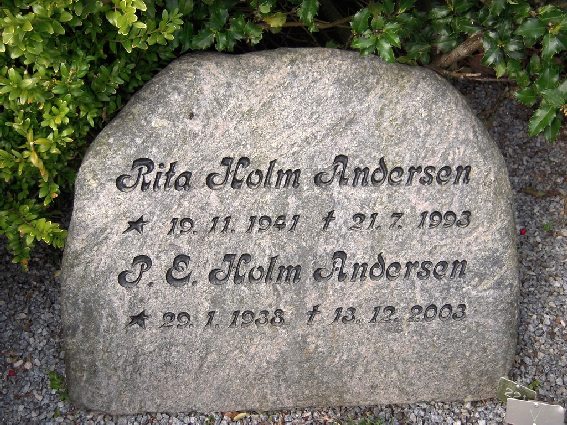 Rita Holm Andersen
★ 19. 11. 1941 † 21. 7. 1993
P. E. Holm Andersen
★ 29. 1. 1938 † 13. 12. 2003